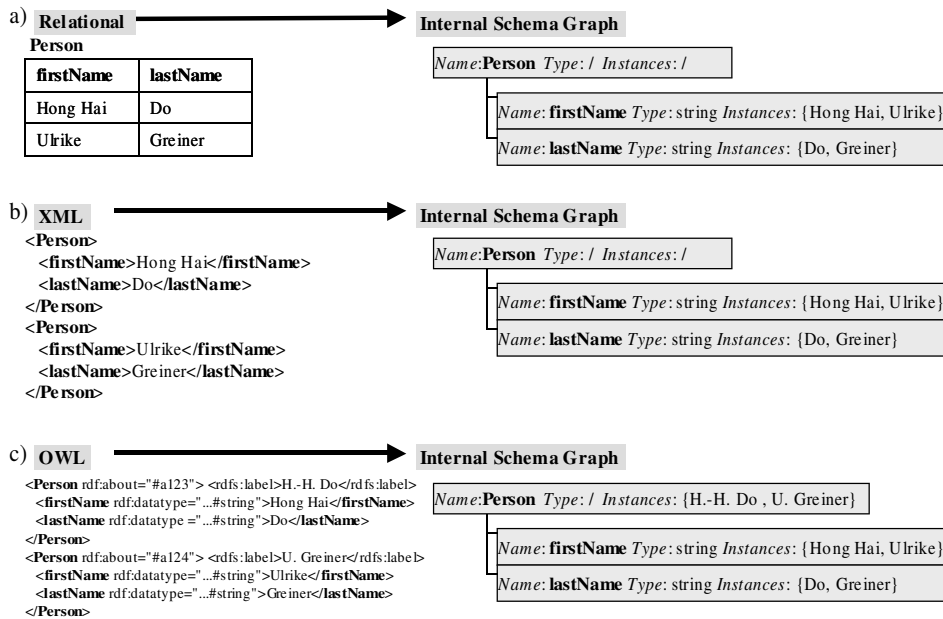 a) Relational
Internal Schema Graph
Person
firstName lastName
Hong Hai Do
Ulrike Greiner
Name:Person Type: / Instances: /
Name: firstName Type: string Instances: {Hong Hai, Ulrike}
Name: lastName Type: string Instances: {Do, Greiner}
b) XML
Internal Schema Graph
<Person>
<firstName>Hong Hai</firstName>
<lastName>Do</lastName>
</Person>
<Person>
<firstName>Ulrike</firstName>
<lastName>Greiner</lastName>
</Person>
Name:Person Type: / Instances: /
Name: firstName Type: string Instances: {Hong Hai, Ulrike}
Name: lastName Type: string Instances: {Do, Greiner}
c) OWL
Internal Schema Graph
<Person rdf:about="#a123"> <rdfs:label>H.-H. Do</rdfs:label>
<firstName rdf:datatype="...#string">Hong Hai</firstName>
<lastName rdf:datatype ="...#string">Do</lastName>
</Person>
<Person rdf:about="#a124"> <rdfs:label>U. Greiner</rdfs:label>
<firstName rdf:datatype="...#string">Ulrike</firstName>
<lastName rdf:datatype="...#string">Greiner</lastName>
</Person>
Name:Person Type: / Instances: {H.-H. Do , U. Greiner}
Name: firstName Type: string Instances: {Hong Hai, Ulrike}
Name: lastName Type: string Instances: {Do, Greiner}